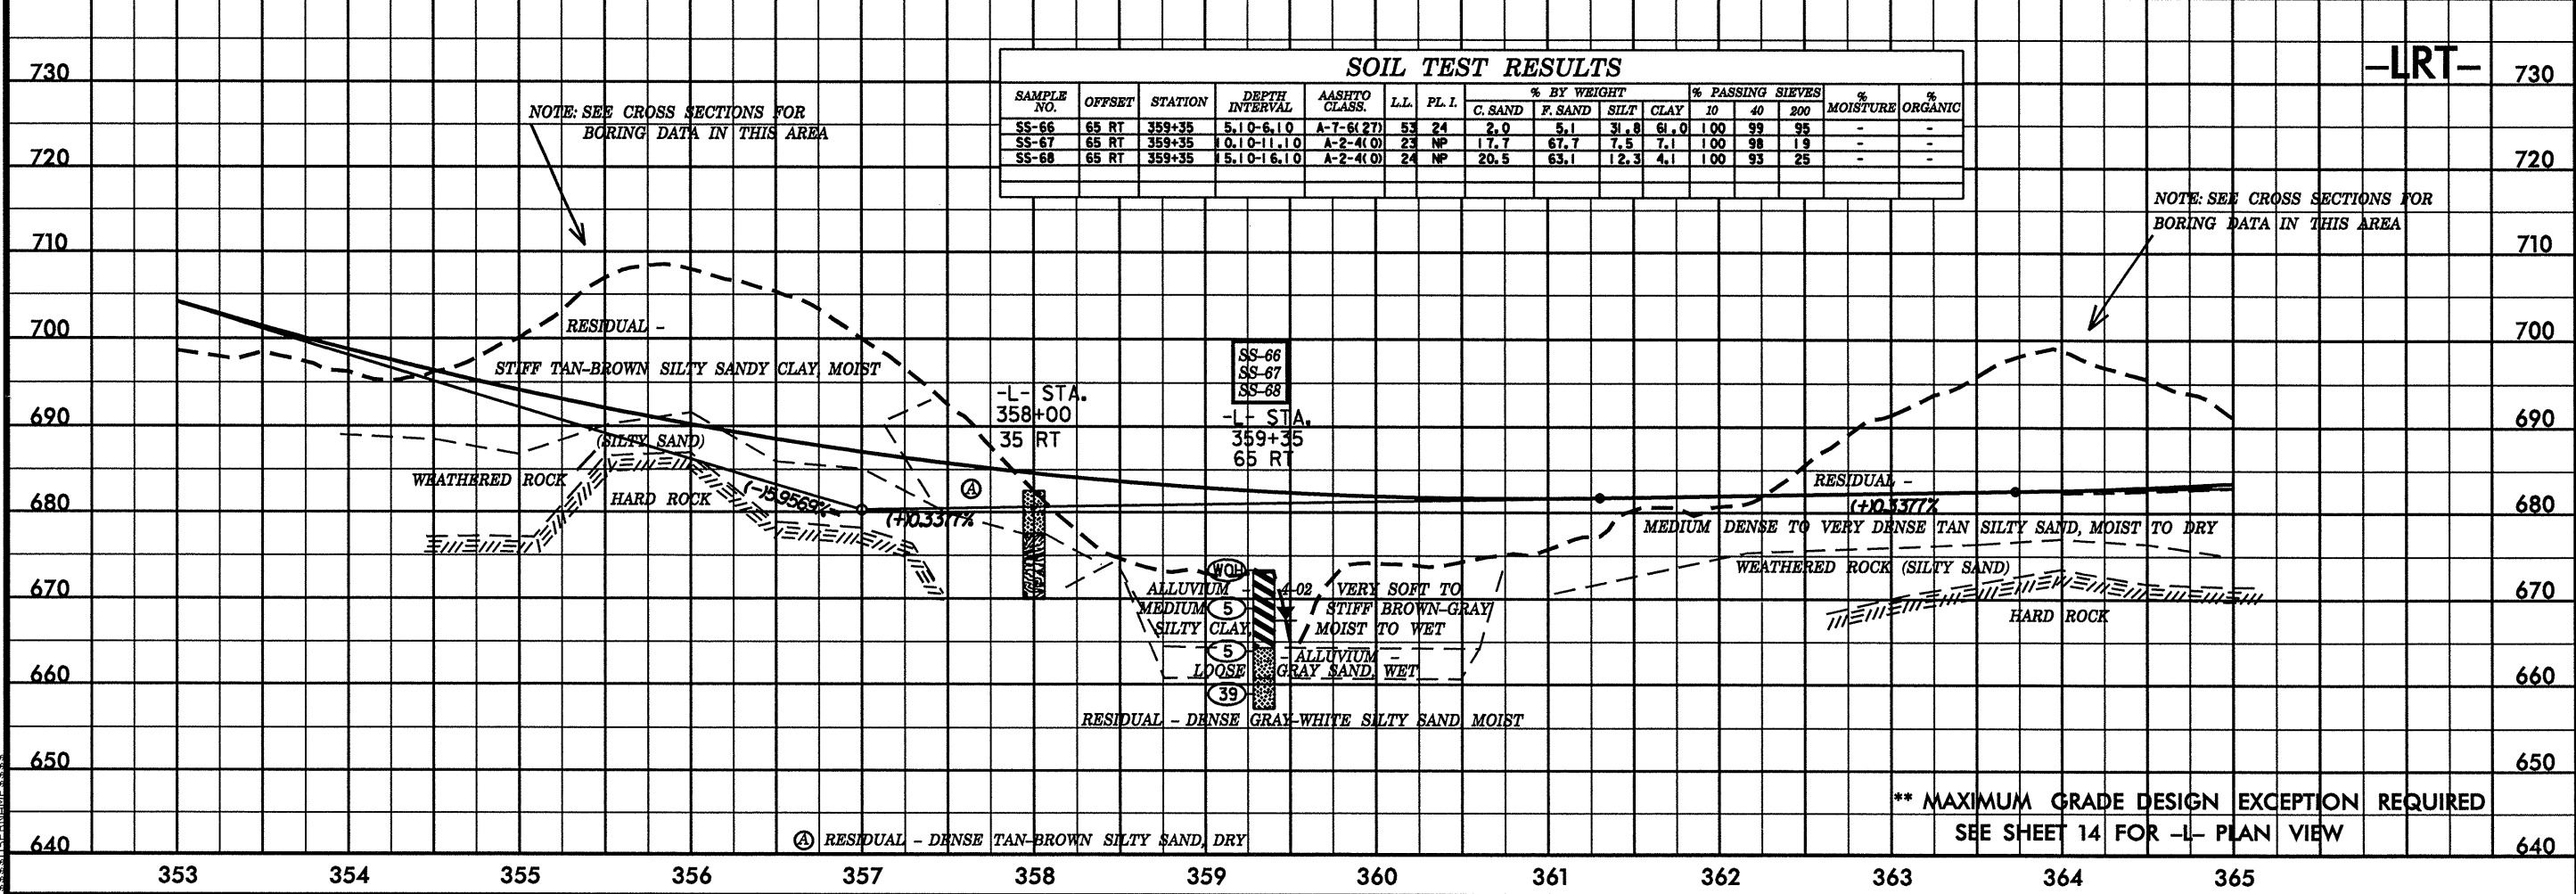 -LRT-
730
730
720
720
710
710
700
700
690
690
680
680
670
670
660
660
650
650
640
640
SOIL TEST RESULTS
SAMPLE NO. OFFSET STATION DEPTH INTERVAL AASHTO CLASS. L.L. PL. I. % BY WEIGHT % PASSING SIEVES % MOISTURE % ORGANIC
C. SAND F. SAND SILT CLAY 10 40 200
SS-66 65 RT 359+35 5.10-6.10 A-7-6(27) 53 24 2.0 5.1 31.8 61.0 100 99 95 - -
SS-67 65 RT 359+35 10.10-11.10 A-2-4(0) 23 NP 17.7 67.7 7.5 7.1 100 98 19 - -
SS-68 65 RT 359+35 15.10-16.10 A-2-4(0) 24 NP 20.5 63.1 12.3 4.1 100 93 25 - -
NOTE: SEE CROSS SECTIONS FOR
BORING DATA IN THIS AREA
NOTE: SEE CROSS SECTIONS FOR
BORING DATA IN THIS AREA
RESIDUAL -
STIFF TAN-BROWN SILTY SANDY CLAY, MOIST
(SILTY SAND)
WEATHERED ROCK
HARD ROCK
(-)5.9569%
(+)0.3377%
A
-L- STA.
358+00
35 RT
SS-66
SS-67
SS-68
-L- STA.
359+35
65 RT
WOH
5
5
39
4-02
ALLUVIUM - VERY SOFT TO
MEDIUM STIFF BROWN-GRAY
SILTY CLAY, MOIST TO WET
- ALLUVIUM -
LOOSE GRAY SAND, WET
RESIDUAL - DENSE GRAY-WHITE SILTY SAND, MOIST
RESIDUAL -
(+)0.3377%
MEDIUM DENSE TO VERY DENSE TAN SILTY SAND, MOIST TO DRY
WEATHERED ROCK (SILTY SAND)
HARD ROCK
** MAXIMUM GRADE DESIGN EXCEPTION REQUIRED
SEE SHEET 14 FOR -L- PLAN VIEW
A RESIDUAL - DENSE TAN-BROWN SILTY SAND, DRY
353 354 355 356 357 358 359 360 361 362 363 364 365